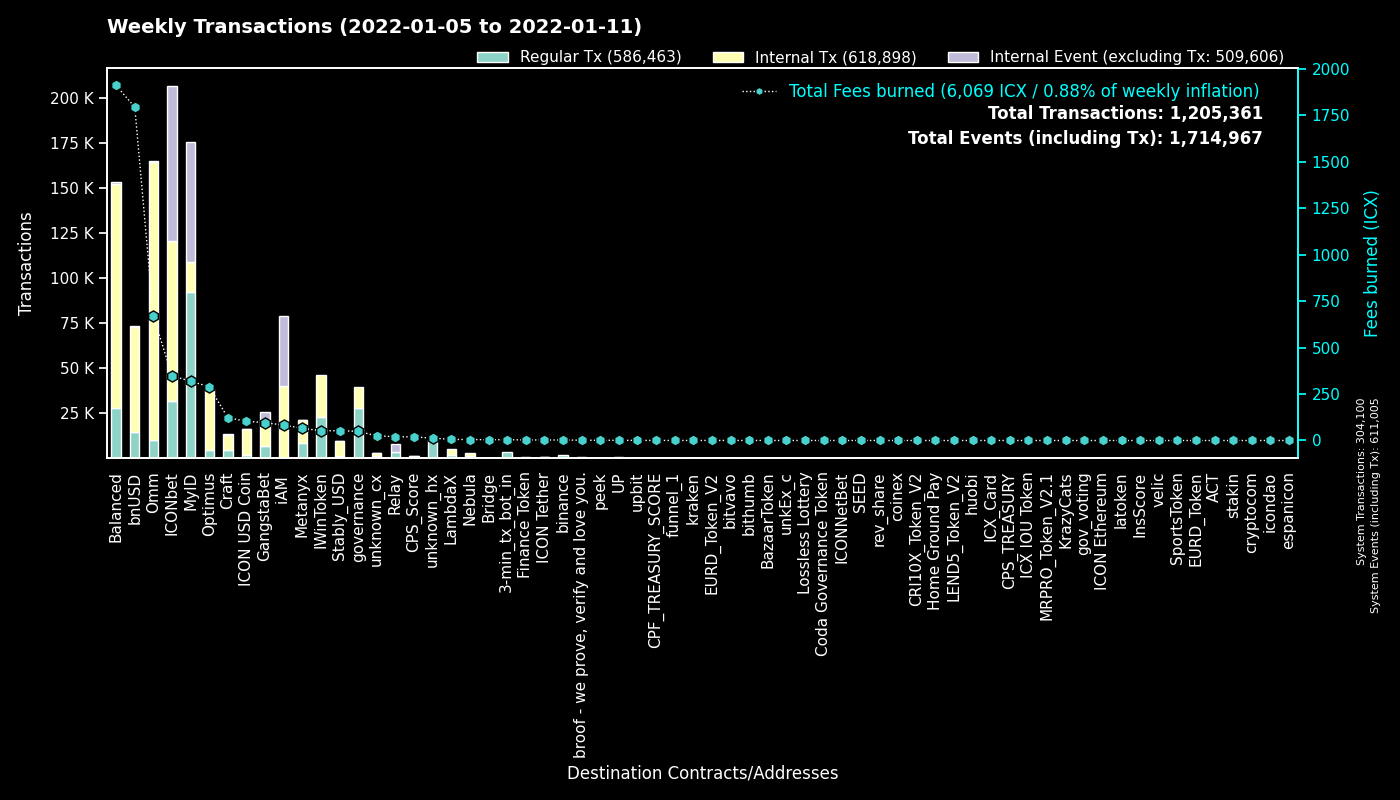 Weekly Transactions (2022-01-05 to 2022-01-11)
Regular Tx (586,463)
Internal Tx (618,898)
Internal Event (excluding Tx: 509,606)
Total Fees burned (6,069 ICX / 0.88% of weekly inflation)
Total Transactions: 1,205,361
Total Events (including Tx): 1,714,967
Transactions
200 K
175 K
150 K
125 K
100 K
75 K
50 K
25 K
2000
1750
1500
1250
1000
750
500
250
0
Fees burned (ICX)
System Transactions: 304,100
System Events (including Tx): 611,005
Balanced
bnUSD
Omm
ICONbet
MyID
Optimus
Craft
ICON USD Coin
GangstaBet
iAM
Metanyx
IWinToken
Stably_USD
governance
unknown_cx
Relay
CPS_Score
unknown_hx
LambdaX
Nebula
Bridge
3-min_tx_bot_in
Finance Token
ICON Tether
binance
broof - we prove, verify and love you.
peek
UP
upbit
CPF_TREASURY_SCORE
funnel_1
kraken
EURD_Token_V2
bitvavo
bithumb
BazaarToken
unkEx_c
Lossless Lottery
Coda Governance Token
ICONNetBet
SEED
rev_share
coinex
CRI10X_Token_V2
Home Ground Pay
LEND5_Token_V2
huobi
ICX_Card
CPS_TREASURY
ICX IOU Token
MRPRO_Token_V2.1
KrazyCats
gov_voting
ICON Ethereum
latoken
InsScore
velic
SportsToken
EURD_Token
ACT
stakin
cryptocom
icondao
espanicon
Destination Contracts/Addresses